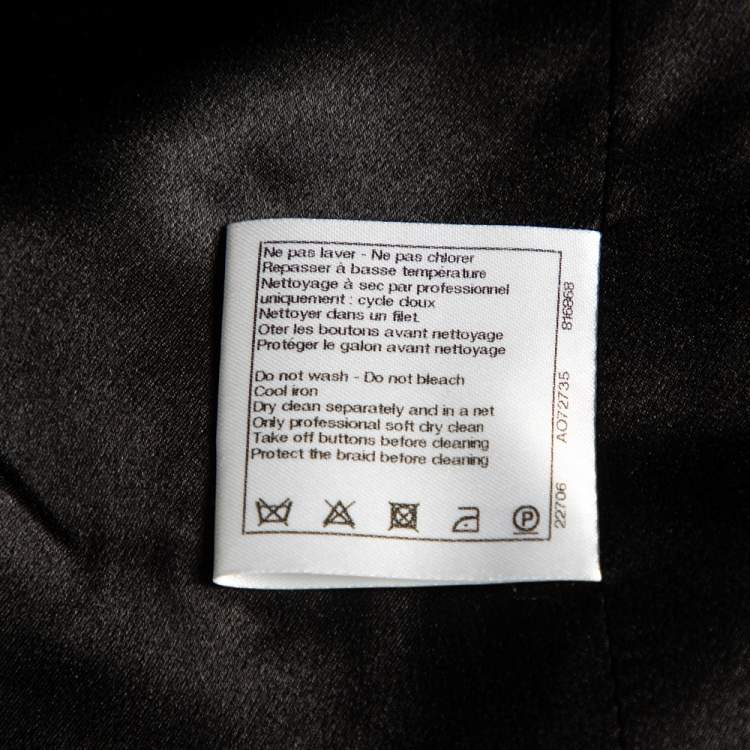 Ne pas laver - Ne pas chlorer
Repasser à basse température
Nettoyage à sec par professionnel
uniquement : cycle doux
Nettoyer dans un filet
Oter les boutons avant nettoyage
Protéger le galon avant nettoyage
Do not wash - Do not bleach
Cool iron
Dry clean separately and in a net
Only professional soft dry clean
Take off buttons before cleaning
Protect the braid before cleaning
P
22706 AO72735 816868